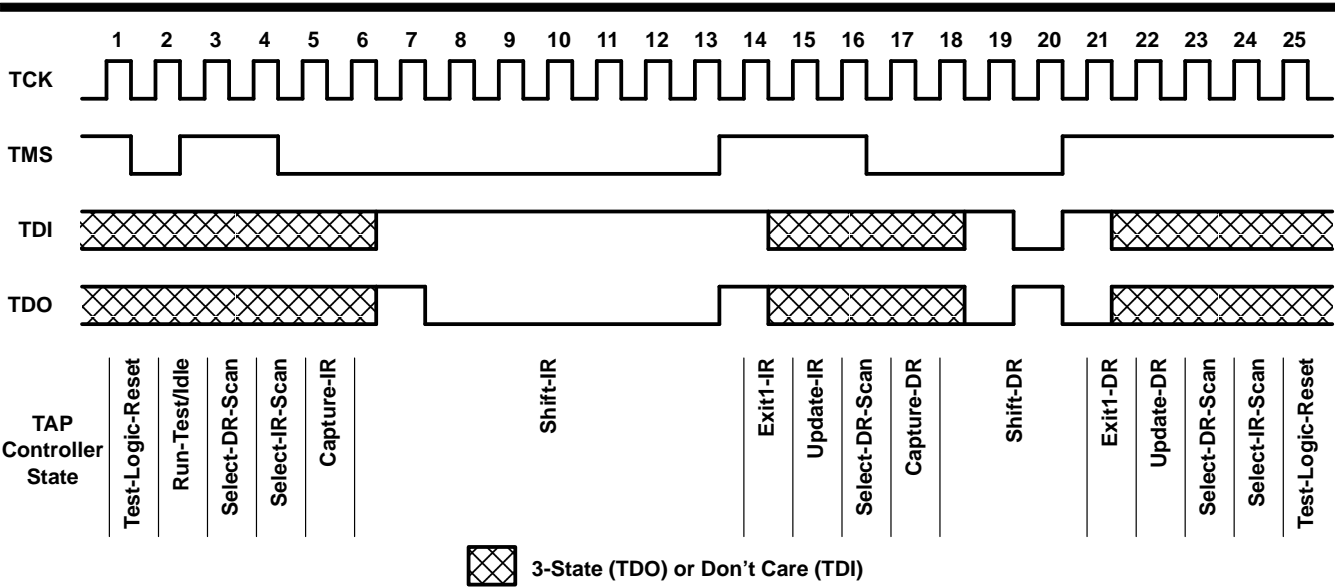 1 2 3 4 5 6 7 8 9 10 11 12 13 14 15 16 17 18 19 20 21 22 23 24 25
TCK
TMS
TDI
TDO
TAP
Controller
State
Test-Logic-Reset
Run-Test/Idle
Select-DR-Scan
Select-IR-Scan
Capture-IR
Shift-IR
Exit1-IR
Update-IR
Select-DR-Scan
Capture-DR
Shift-DR
Exit1-DR
Update-DR
Select-DR-Scan
Select-IR-Scan
Test-Logic-Reset
3-State (TDO) or Don't Care (TDI)